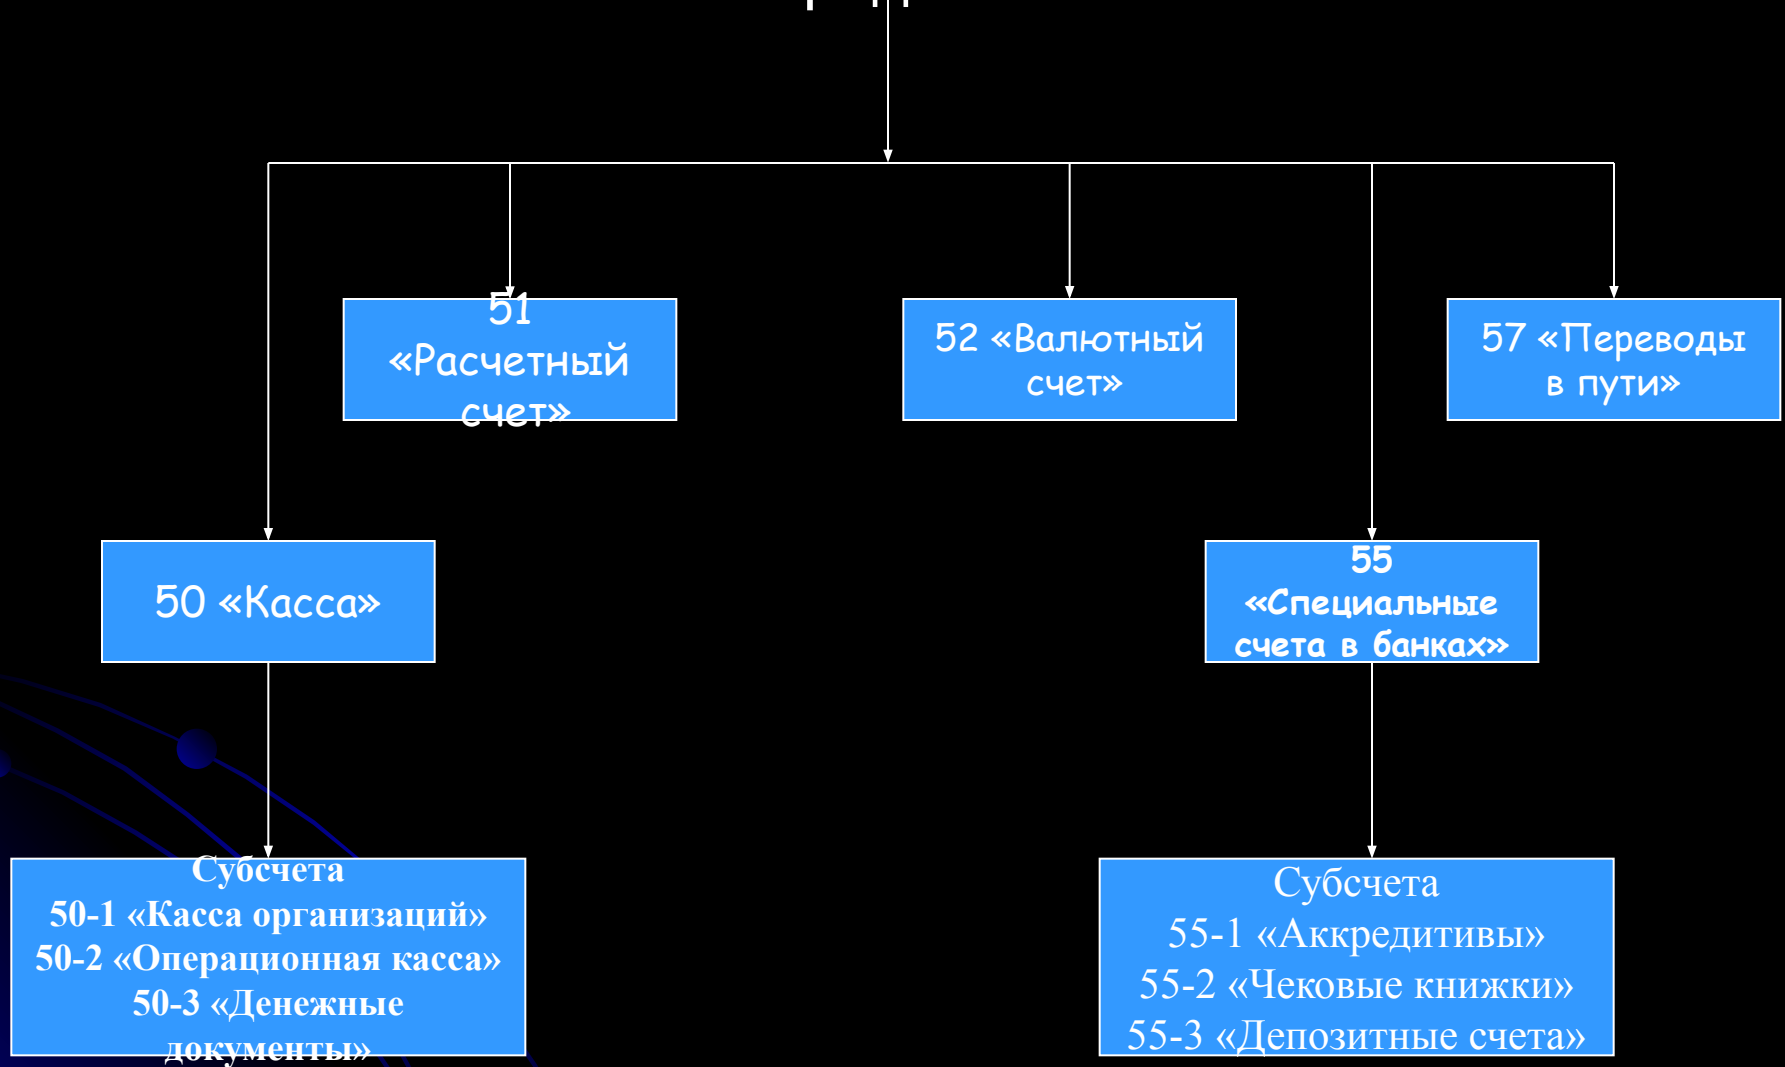 51
«Расчетный
счет»
52 «Валютный
счет»
57 «Переводы
в пути»
50 «Касса»
55
«Специальные
счета в банках»
Субсчета
50-1 «Касса организаций»
50-2 «Операционная касса»
50-3 «Денежные
документы»
Субсчета
55-1 «Аккредитивы»
55-2 «Чековые книжки»
55-3 «Депозитные счета»